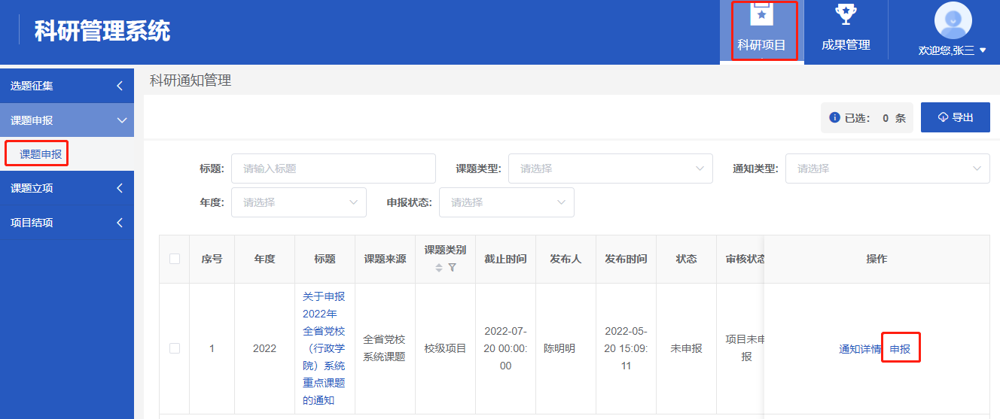 科研管理系统
科研项目
成果管理
欢迎您,张三
选题征集
课题申报
课题申报
课题立项
项目结项
科研通知管理
已选： 0 条
导出
标题: 请输入标题
课题类型: 请选择
通知类型: 请选择
年度: 请选择
申报状态: 请选择
序号 年度 标题 课题来源 课题类别 截止时间 发布人 发布时间 状态 审核状态 操作
1
2022
关于申报
2022年
全省党校
（行政学
院）系统
重点课题
的通知
全省党校
系统课题
校级项目
2022-07-
20 00:00:
00
陈明明
2022-05-
20 15:09:
11
未申报
项目未申
报
通知详情 申报